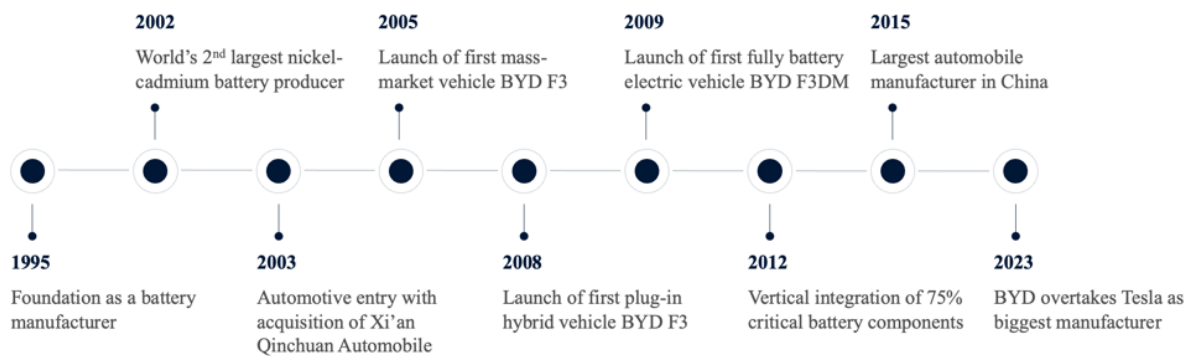 2002
World's 2nd largest nickel-
cadmium battery producer
2005
Launch of first mass-
market vehicle BYD F3
2009
Launch of first fully battery
electric vehicle BYD F3DM
2015
Largest automobile
manufacturer in China
1995
Foundation as a battery
manufacturer
2003
Automotive entry with
acquisition of Xi'an
Qinchuan Automobile
2008
Launch of first plug-in
hybrid vehicle BYD F3
2012
Vertical integration of 75%
critical battery components
2023
BYD overtakes Tesla as
biggest manufacturer